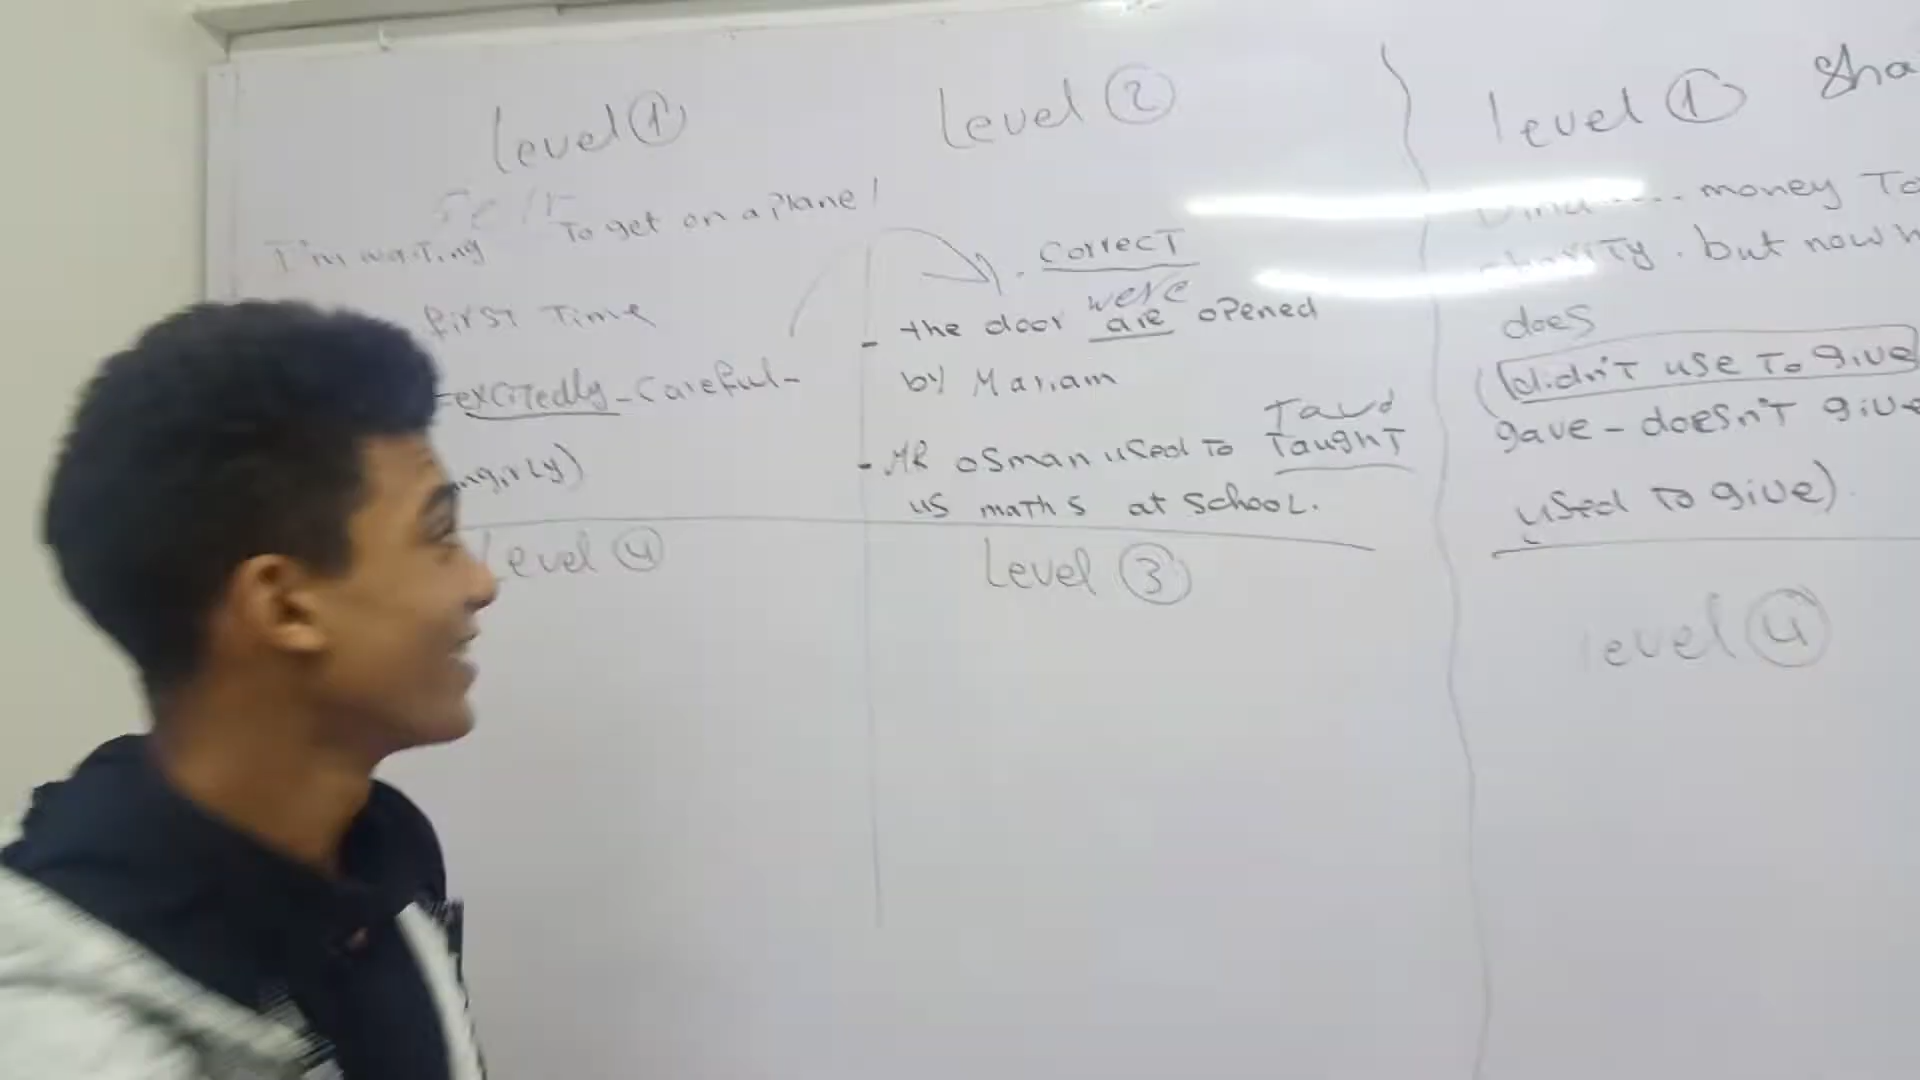 Level 1
I'm waiting To get on a plane!
first Time
excitedly - careful -
Level 2
correct
were
- the door are opened
by Mariam
Taught
- MR osman used to
us maths at school.
Level 4
Level 3
level 1 Sha
money To
. but now h
does
(didn't use To give
gave - doesn't give
used to give)
level 4